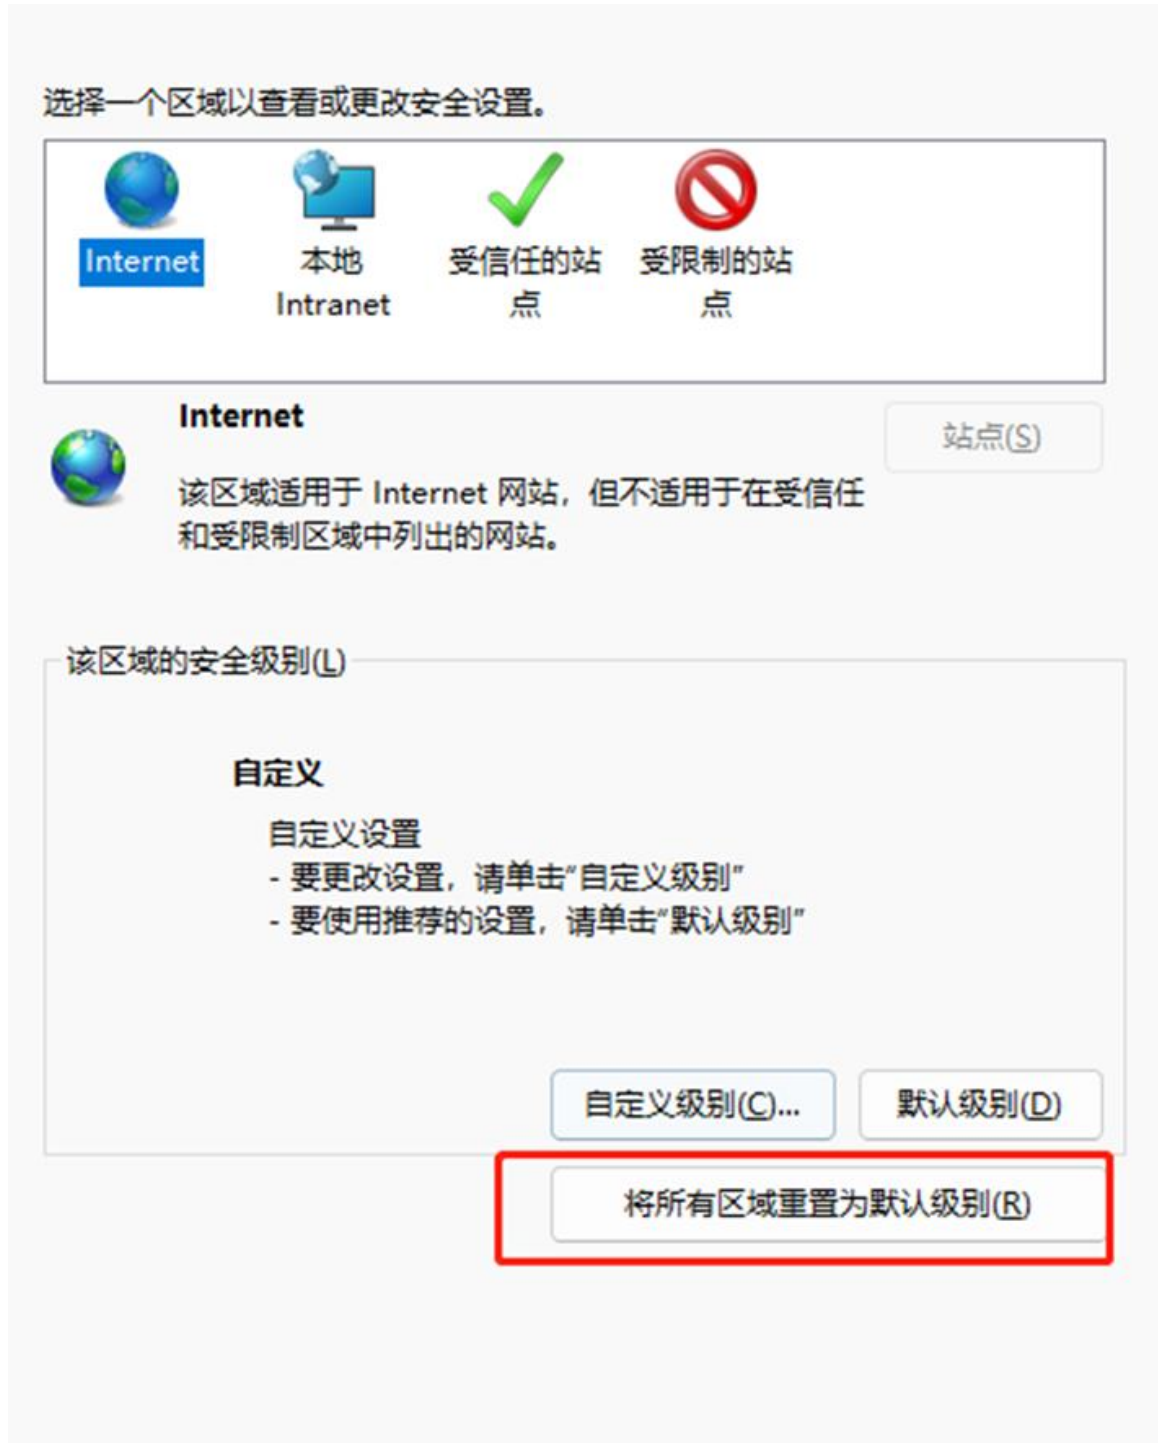 选择一个区域以查看或更改安全设置。
Internet
本地
Intranet
受信任的站
点
受限制的站
点
Internet
站点(S)
该区域适用于 Internet 网站，但不适用于在受信任
和受限制区域中列出的网站。
该区域的安全级别(L)
自定义
自定义设置
- 要更改设置，请单击“自定义级别”
- 要使用推荐的设置，请单击“默认级别”
自定义级别(C)...
默认级别(D)
将所有区域重置为默认级别(R)